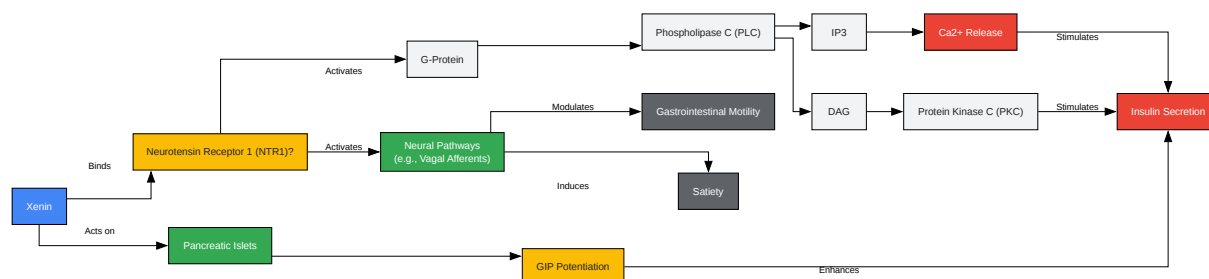 Phospholipase C (PLC)
IP3
Ca2+ Release
Stimulates
G-Protein
Activates
Modulates
Gastrointestinal Motility
DAG
Protein Kinase C (PKC)
Stimulates
Insulin Secretion
Neurotensin Receptor 1 (NTR1)?
Activates
Neural Pathways
(e.g., Vagal Afferents)
Binds
Induces
Satiety
Xenin
Acts on
Pancreatic Islets
GIP Potentiation
Enhances